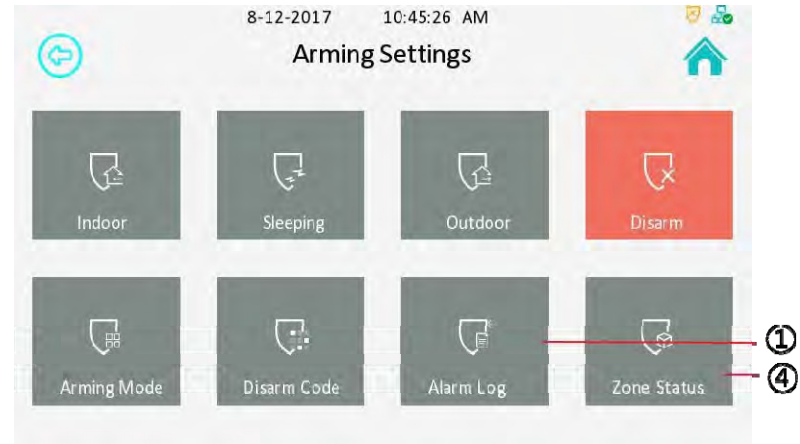 8-12-2017 10:45:26 AM
Arming Settings
Indoor Sleeping Outdoor Disarm
①
Arming Mode Disarm Code Alarm Log Zone Status
④